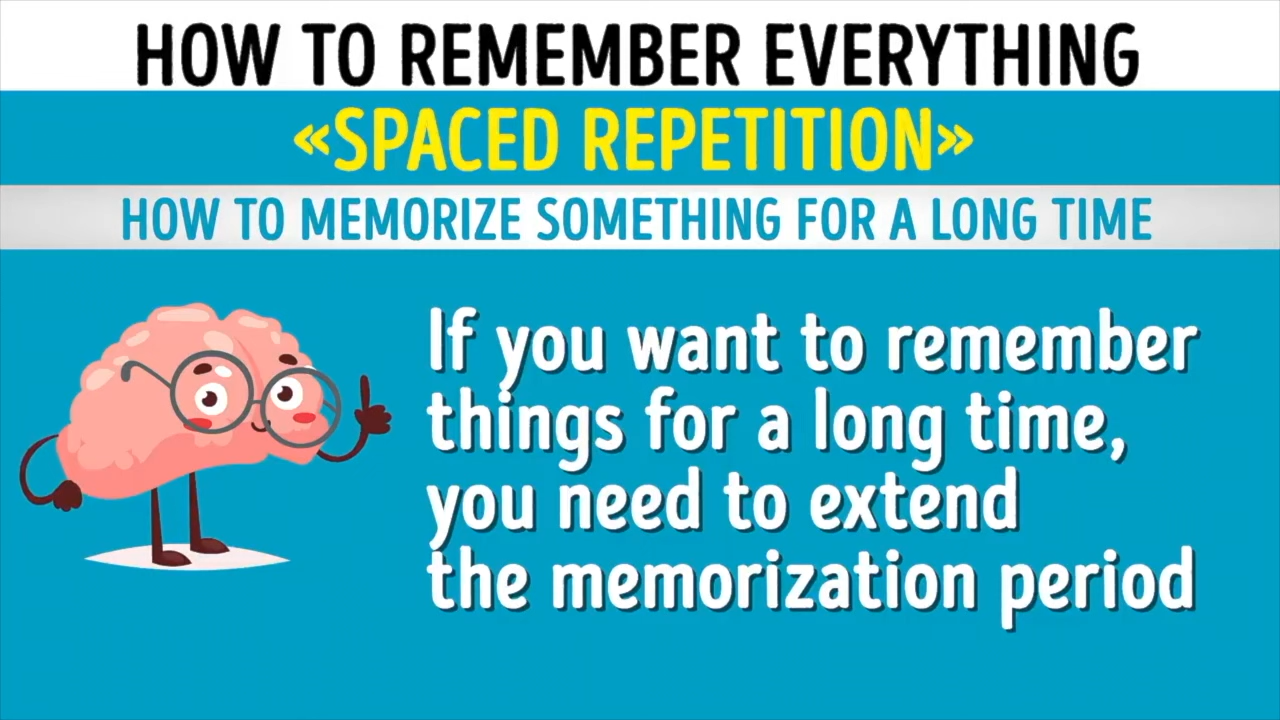 HOW TO REMEMBER EVERYTHING
«SPACED REPETITION»
HOW TO MEMORIZE SOMETHING FOR A LONG TIME
If you want to remember
things for a long time,
you need to extend
the memorization period